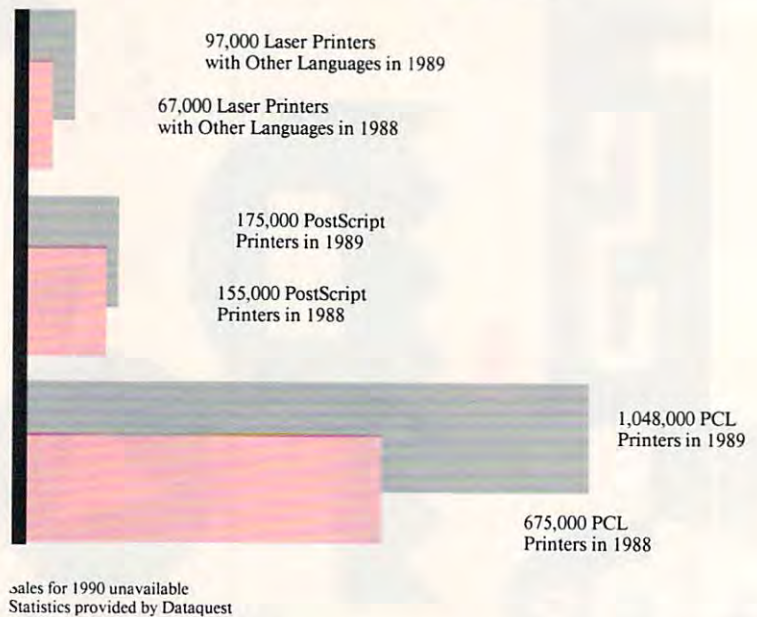 97,000 Laser Printers
with Other Languages in 1989
67,000 Laser Printers
with Other Languages in 1988
175,000 PostScript
Printers in 1989
155,000 PostScript
Printers in 1988
1,048,000 PCL
Printers in 1989
675,000 PCL
Printers in 1988
Sales for 1990 unavailable
Statistics provided by Dataquest